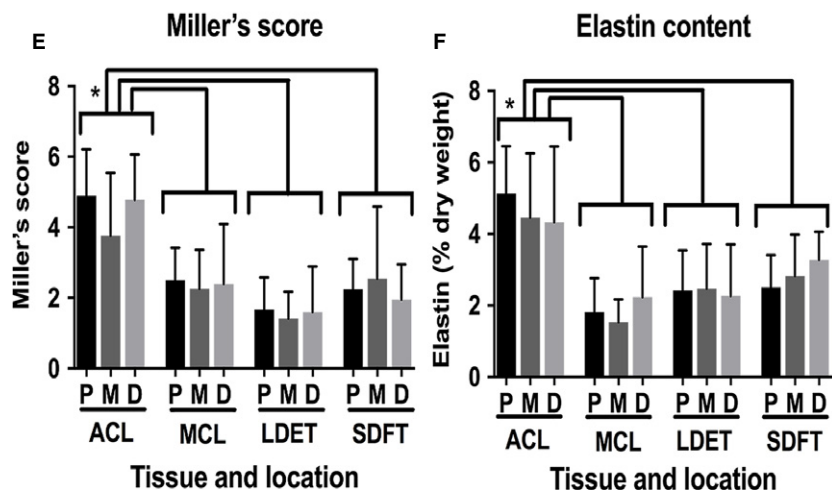 E
Miller's score
Miller's score
8
6
4
2
0
*
P M D P M D P M D P M D
ACL MCL LDET SDFT
Tissue and location
F
Elastin content
Elastin (% dry weight)
8
6
4
2
0
*
P M D P M D P M D P M D
ACL MCL LDET SDFT
Tissue and location